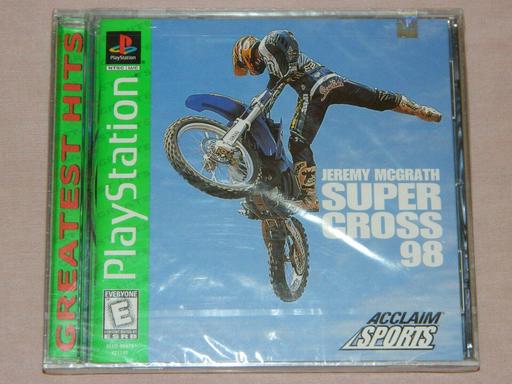 GREATEST HITS
PlayStation
PlayStation
NTSC U/C
JEREMY MCGRATH
SUPER
CROSS
98
EVERYONE
E
ESRB
ACCLAIM
SPORTS